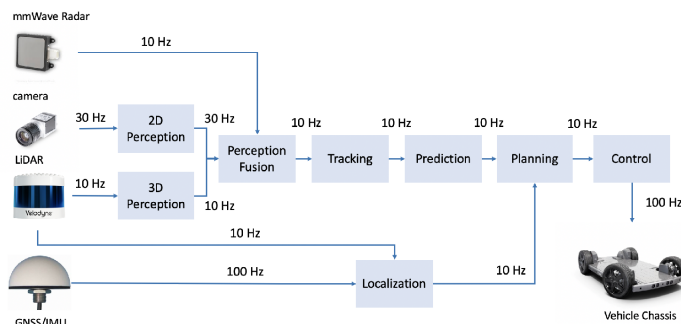 mmWave Radar
10 Hz
camera
30 Hz
2D
Perception
30 Hz
10 Hz
10 Hz
10 Hz
10 Hz
LiDAR
Perception
Fusion
Tracking
Prediction
Planning
Control
10 Hz
3D
Perception
10 Hz
Velodyne
100 Hz
10 Hz
100 Hz
Localization
10 Hz
GNSS/IMU
Vehicle Chassis